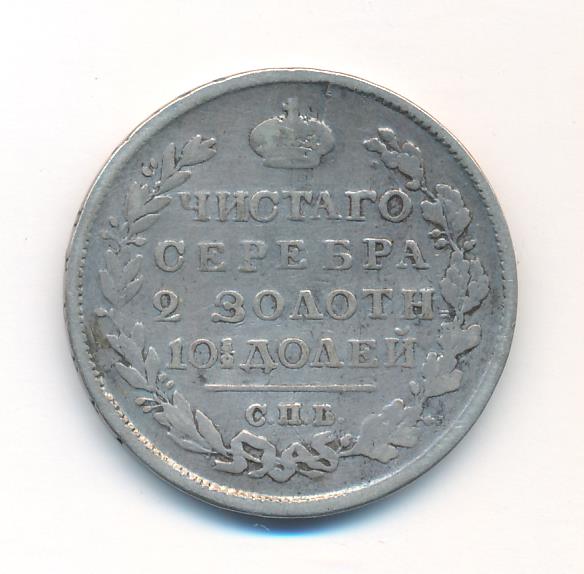 ЧИСТАГО
СЕРЕБРА
2 ЗОЛОТН
10½ ДОЛЕЙ
С.П.Б.